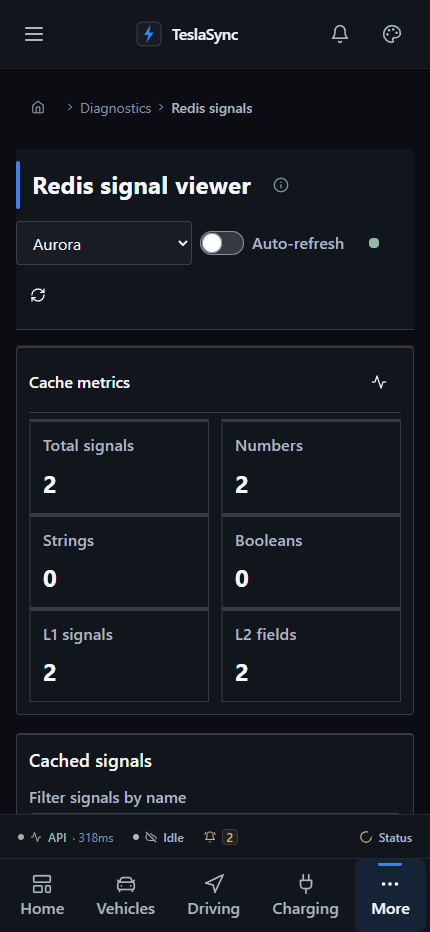 TeslaSync
Diagnostics
Redis signals
Redis signal viewer
Aurora
Auto-refresh
Cache metrics
Total signals
2
Numbers
2
Strings
0
Booleans
0
L1 signals
2
L2 fields
2
Cached signals
Filter signals by name
API · 318ms
Idle
2
Status
Home
Vehicles
Driving
Charging
More